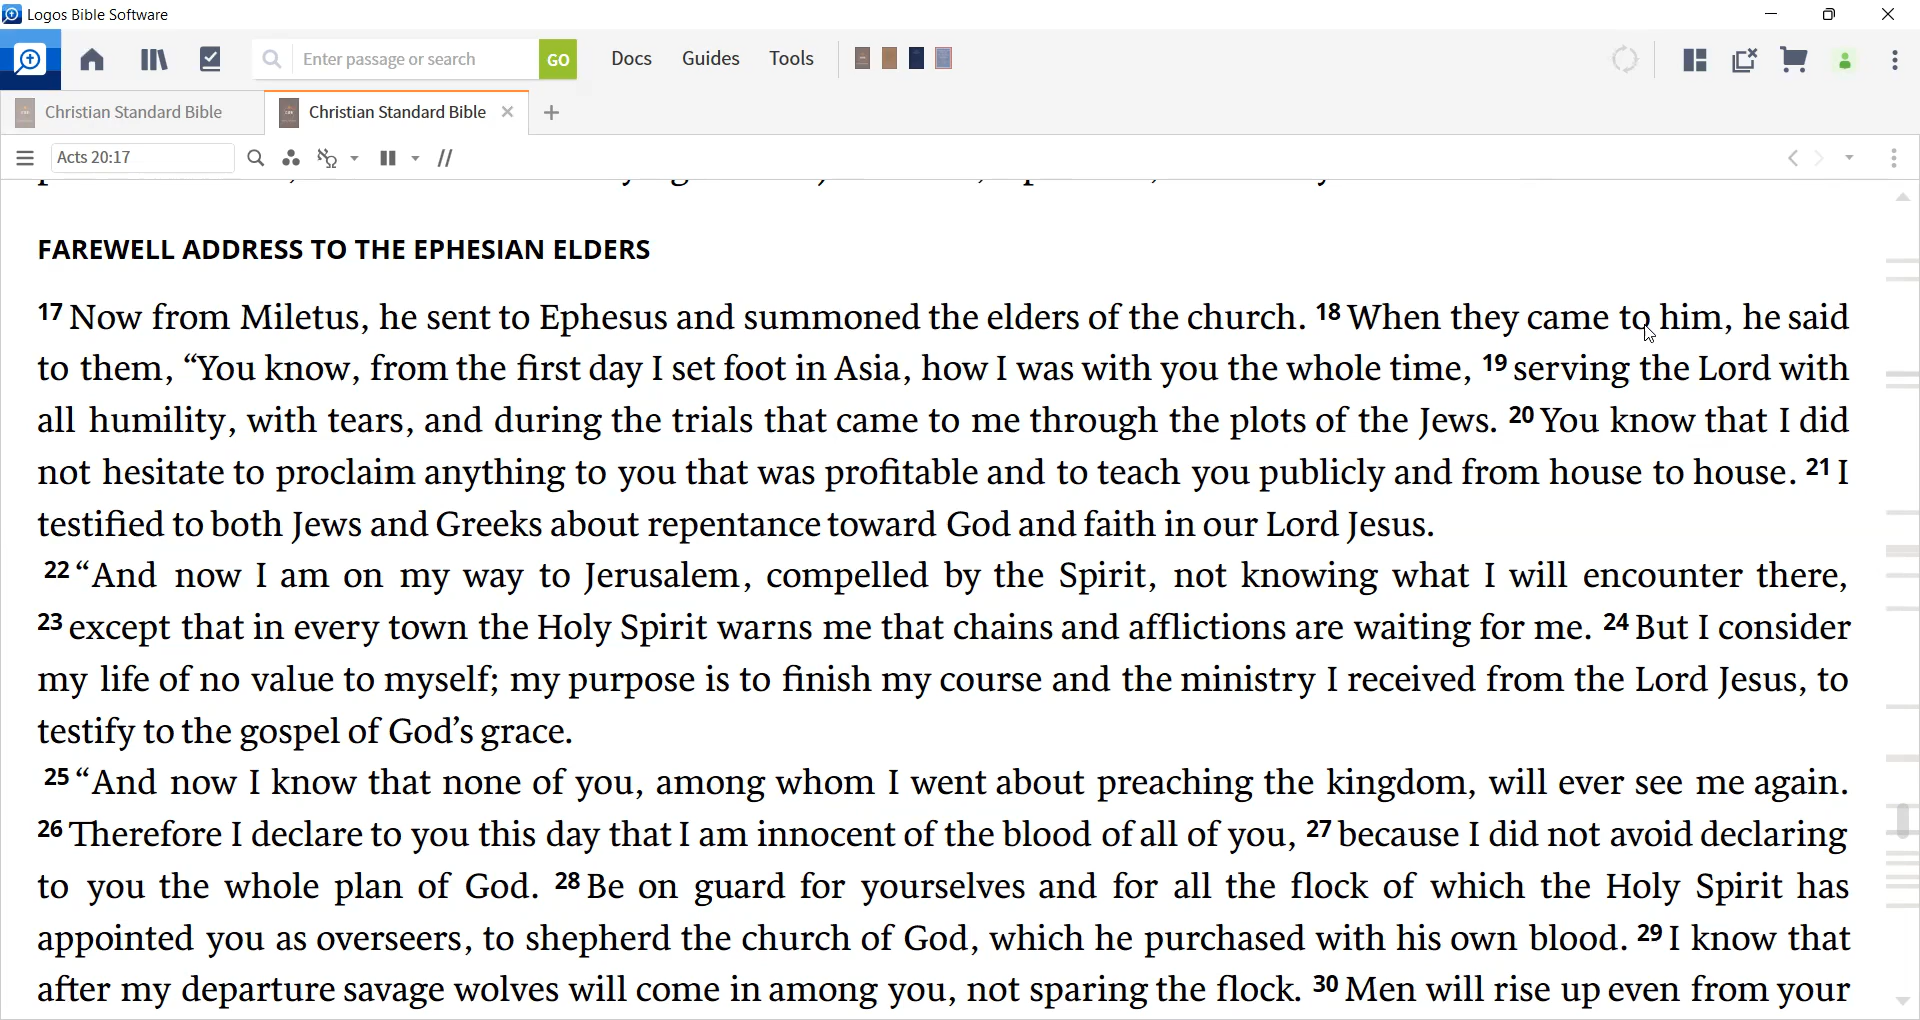 Logos Bible Software
Enter passage or search GO Docs Guides Tools
Christian Standard Bible Christian Standard Bible
Acts 20:17
FAREWELL ADDRESS TO THE EPHESIAN ELDERS
17 Now from Miletus, he sent to Ephesus and summoned the elders of the church. 18 When they came to him, he said
to them, “You know, from the first day I set foot in Asia, how I was with you the whole time, 19 serving the Lord with
all humility, with tears, and during the trials that came to me through the plots of the Jews. 20 You know that I did
not hesitate to proclaim anything to you that was profitable and to teach you publicly and from house to house. 21 I
testified to both Jews and Greeks about repentance toward God and faith in our Lord Jesus.
22 “And now I am on my way to Jerusalem, compelled by the Spirit, not knowing what I will encounter there,
23 except that in every town the Holy Spirit warns me that chains and afflictions are waiting for me. 24 But I consider
my life of no value to myself; my purpose is to finish my course and the ministry I received from the Lord Jesus, to
testify to the gospel of God’s grace.
25 “And now I know that none of you, among whom I went about preaching the kingdom, will ever see me again.
26 Therefore I declare to you this day that I am innocent of the blood of all of you, 27 because I did not avoid declaring
to you the whole plan of God. 28 Be on guard for yourselves and for all the flock of which the Holy Spirit has
appointed you as overseers, to shepherd the church of God, which he purchased with his own blood. 29 I know that
after my departure savage wolves will come in among you, not sparing the flock. 30 Men will rise up even from your